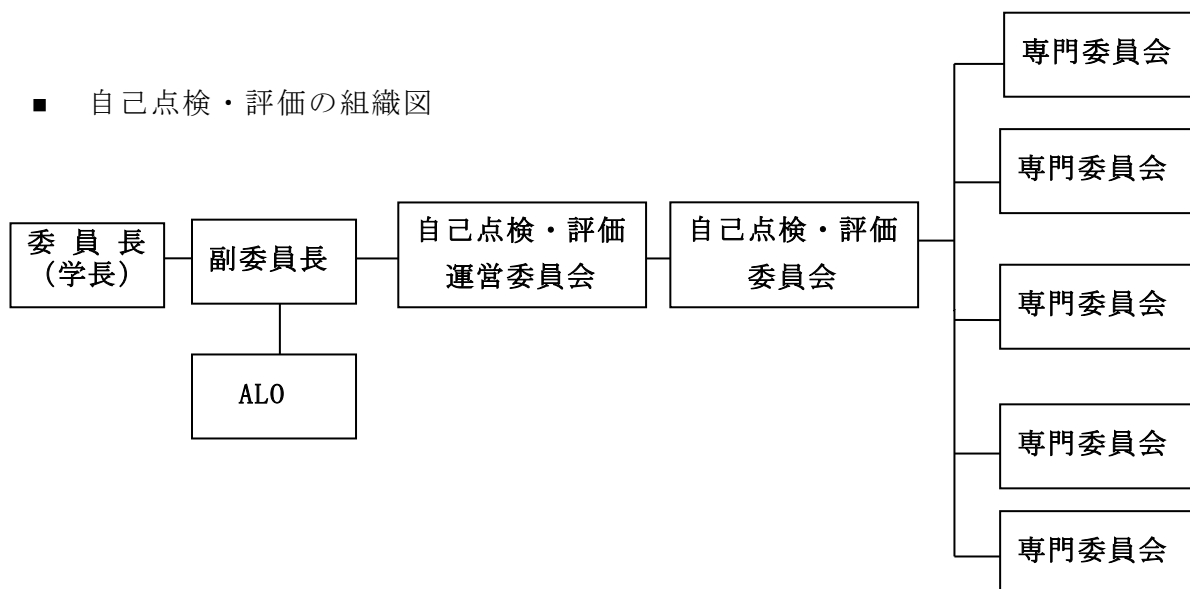 ■ 自己点検・評価の組織図
委 員 長
(学長)
副委員長
ALO
自己点検・評価
運営委員会
自己点検・評価
委員会
専門委員会
専門委員会
専門委員会
専門委員会
専門委員会